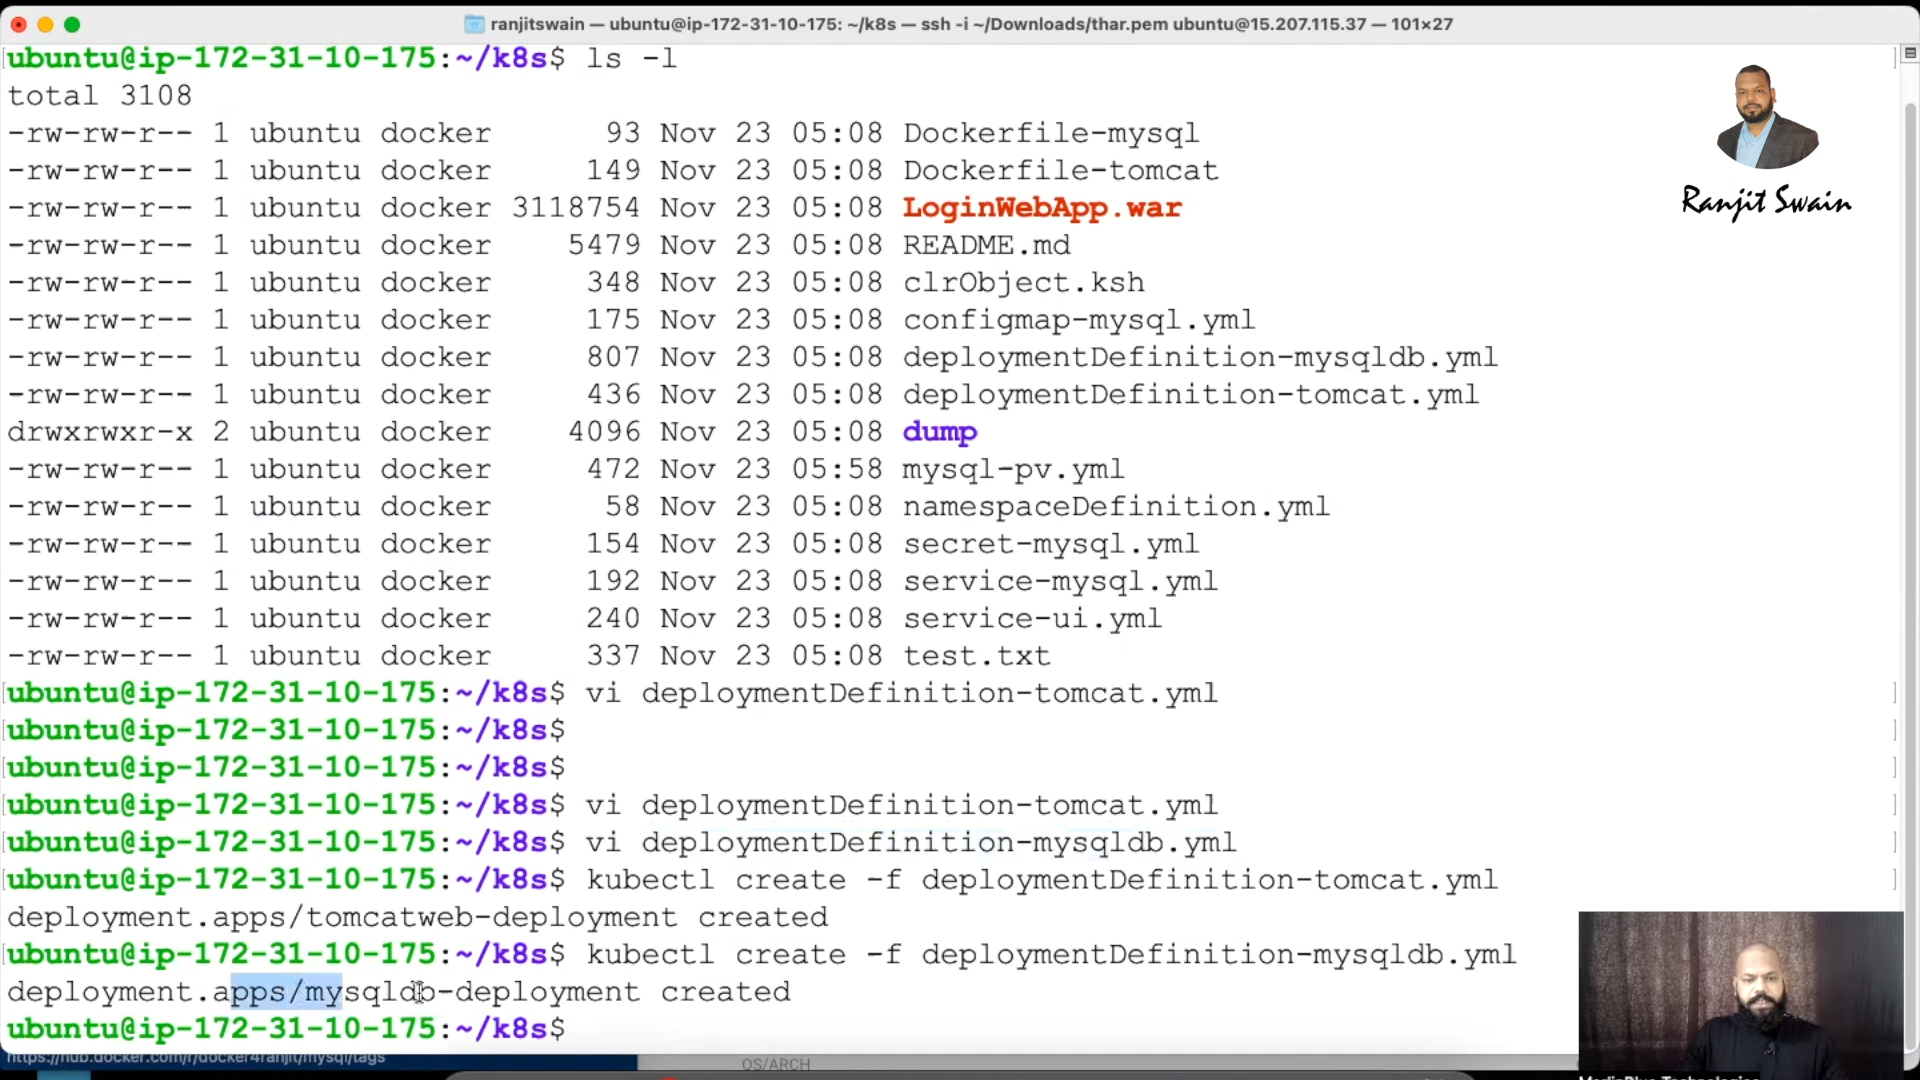 ranjitswain — ubuntu@ip-172-31-10-175: ~/k8s — ssh -i ~/Downloads/thar.pem ubuntu@15.207.115.37 — 101×27
ubuntu@ip-172-31-10-175:~/k8s$ ls -l
total 3108
-rw-rw-r-- 1 ubuntu docker      93 Nov 23 05:08 Dockerfile-mysql
-rw-rw-r-- 1 ubuntu docker     149 Nov 23 05:08 Dockerfile-tomcat
-rw-rw-r-- 1 ubuntu docker 3118754 Nov 23 05:08 LoginWebApp.war
Ranjit Swain
-rw-rw-r-- 1 ubuntu docker    5479 Nov 23 05:08 README.md
-rw-rw-r-- 1 ubuntu docker     348 Nov 23 05:08 clrObject.ksh
-rw-rw-r-- 1 ubuntu docker     175 Nov 23 05:08 configmap-mysql.yml
-rw-rw-r-- 1 ubuntu docker     807 Nov 23 05:08 deploymentDefinition-mysqldb.yml
-rw-rw-r-- 1 ubuntu docker     436 Nov 23 05:08 deploymentDefinition-tomcat.yml
drwxrwxr-x 2 ubuntu docker    4096 Nov 23 05:08 dump
-rw-rw-r-- 1 ubuntu docker     472 Nov 23 05:58 mysql-pv.yml
-rw-rw-r-- 1 ubuntu docker      58 Nov 23 05:08 namespaceDefinition.yml
-rw-rw-r-- 1 ubuntu docker     154 Nov 23 05:08 secret-mysql.yml
-rw-rw-r-- 1 ubuntu docker     192 Nov 23 05:08 service-mysql.yml
-rw-rw-r-- 1 ubuntu docker     240 Nov 23 05:08 service-ui.yml
-rw-rw-r-- 1 ubuntu docker     337 Nov 23 05:08 test.txt
ubuntu@ip-172-31-10-175:~/k8s$ vi deploymentDefinition-tomcat.yml
ubuntu@ip-172-31-10-175:~/k8s$
ubuntu@ip-172-31-10-175:~/k8s$
ubuntu@ip-172-31-10-175:~/k8s$ vi deploymentDefinition-tomcat.yml
ubuntu@ip-172-31-10-175:~/k8s$ vi deploymentDefinition-mysqldb.yml
ubuntu@ip-172-31-10-175:~/k8s$ kubectl create -f deploymentDefinition-tomcat.yml
deployment.apps/tomcatweb-deployment created
ubuntu@ip-172-31-10-175:~/k8s$ kubectl create -f deploymentDefinition-mysqldb.yml
deployment.apps/mysqldb-deployment created
ubuntu@ip-172-31-10-175:~/k8s$
https://hub.docker.com/r/docker4ranjit/mysql/tags
OS/ARCH